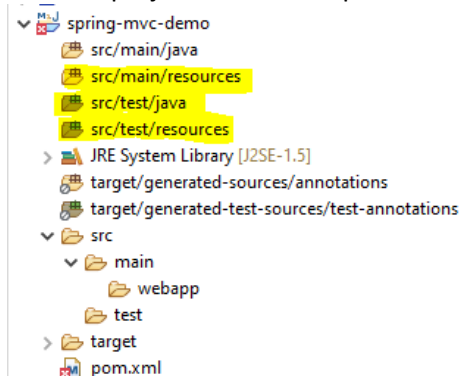 spring-mvc-demo
src/main/java
src/main/resources
src/test/java
src/test/resources
JRE System Library [J2SE-1.5]
target/generated-sources/annotations
target/generated-test-sources/test-annotations
src
main
webapp
test
target
pom.xml